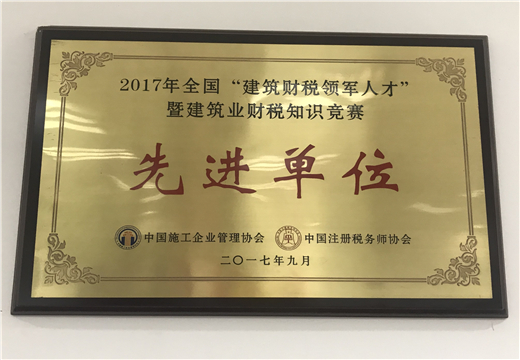 2017年全国“建筑财税领军人才”
暨建筑业财税知识竞赛
先进单位
中国施工企业管理协会 中国注册税务师协会
二〇一七年九月